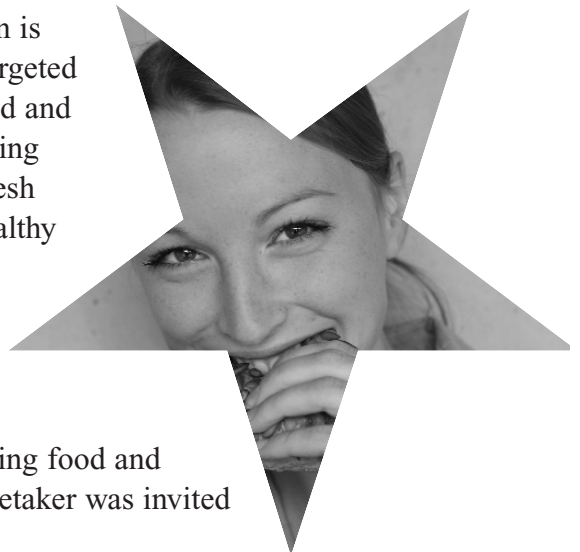 n is
rgeted
d and
ing
esh
althy
ing food and
etaker was invited